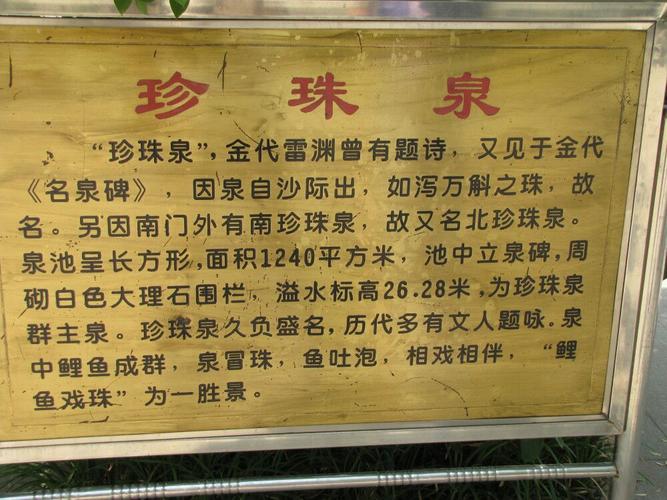 珍珠泉
“珍珠泉”，金代雷渊曾有题诗，又见于金代
《名泉碑》，因泉自沙际出，如泻万斛之珠，故
名。另因南门外有南珍珠泉，故又名北珍珠泉。
泉池呈长方形，面积1240平方米，池中立泉碑，周
砌白色大理石围栏，溢水标高26.28米，为珍珠泉
群主泉。珍珠泉久负盛名，历代多有文人题咏。泉
中鲤鱼成群，泉冒珠，鱼吐泡，相戏相伴，“鲤
鱼戏珠”为一胜景。